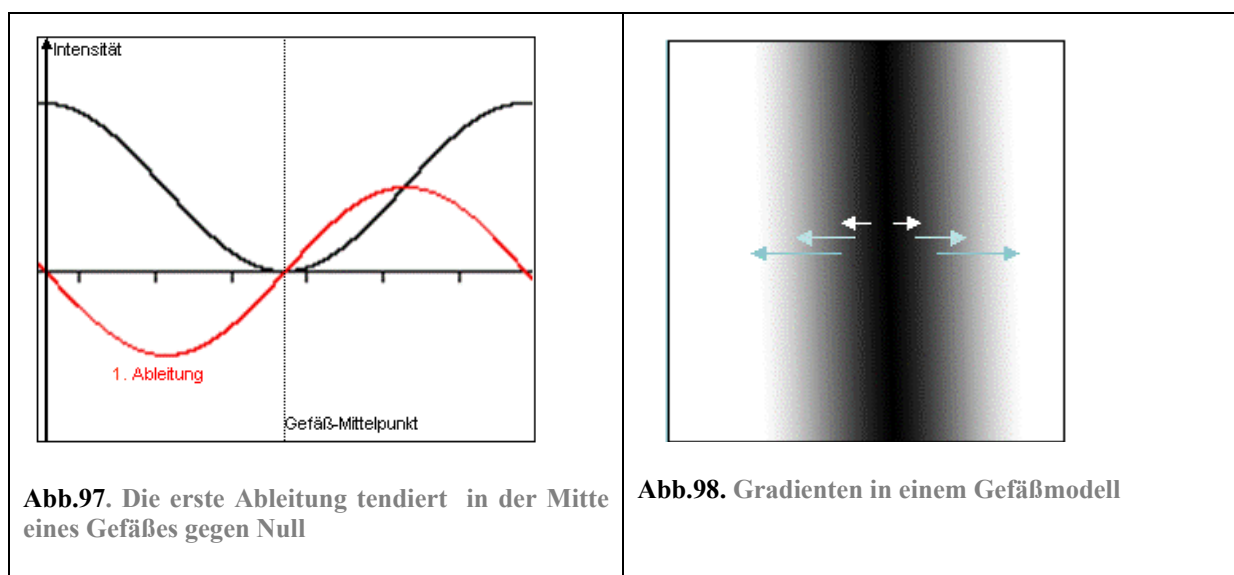 Intensität
1. Ableitung
Gefäß-Mittelpunkt
Abb.97. Die erste Ableitung tendiert in der Mitte
eines Gefäßes gegen Null
Abb.98. Gradienten in einem Gefäßmodell